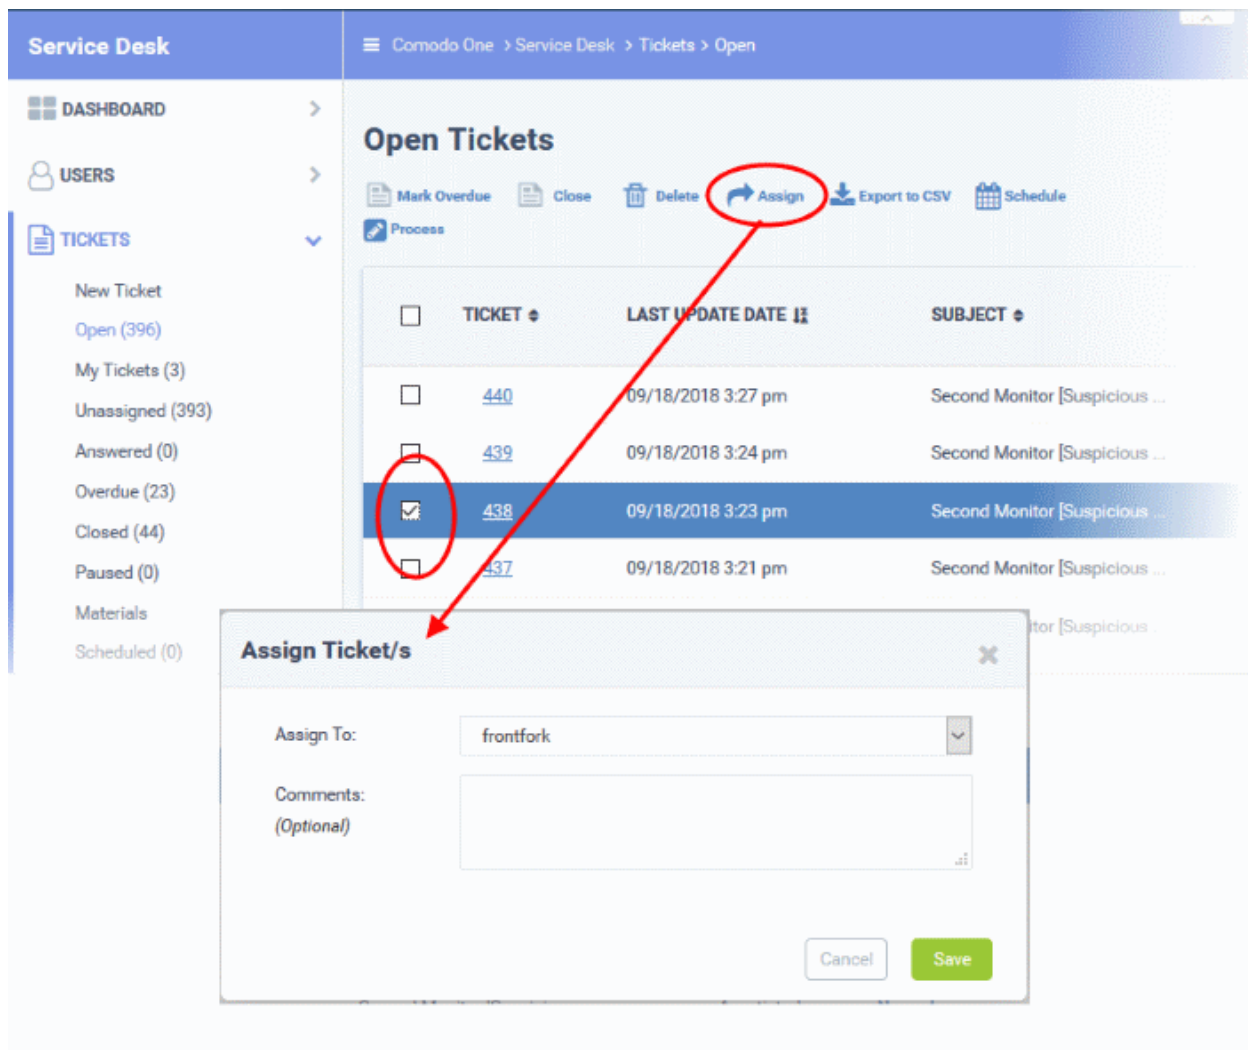 Service Desk
Comodo One > Service Desk > Tickets > Open
DASHBOARD
USERS
TICKETS
New Ticket
Open (396)
My Tickets (3)
Unassigned (393)
Answered (0)
Overdue (23)
Closed (44)
Paused (0)
Materials
Scheduled (0)
Open Tickets
Mark Overdue Close Delete Assign Export to CSV Schedule
Process
TICKET LAST UPDATE DATE SUBJECT
440 09/18/2018 3:27 pm Second Monitor [Suspicious ...
439 09/18/2018 3:24 pm Second Monitor [Suspicious ...
438 09/18/2018 3:23 pm Second Monitor [Suspicious ...
437 09/18/2018 3:21 pm Second Monitor [Suspicious ...
itor [Suspicious ...
Assign Ticket/s
Assign To: frontfork
Comments:
(Optional)
Cancel Save